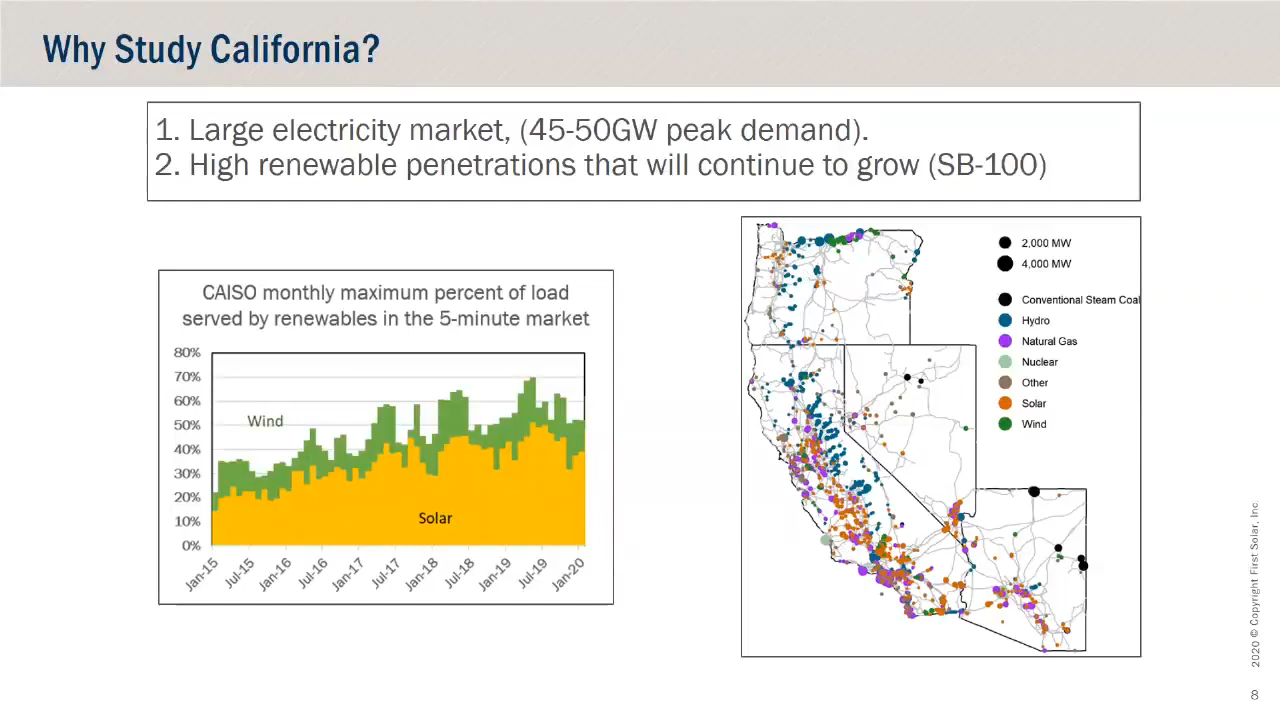 Why Study California?
1. Large electricity market, (45-50GW peak demand).
2. High renewable penetrations that will continue to grow (SB-100)
CAISO monthly maximum percent of load
served by renewables in the 5-minute market
80%
70%
60%
50%
40%
30%
20%
10%
0%
Wind
Solar
Jan-15
Jul-15
Jan-16
Jul-16
Jan-17
Jul-17
Jan-18
Jul-18
Jan-19
Jul-19
Jan-20
2,000 MW
4,000 MW
Conventional Steam Coal
Hydro
Natural Gas
Nuclear
Other
Solar
Wind
2020 © Copyright First Solar, Inc
8